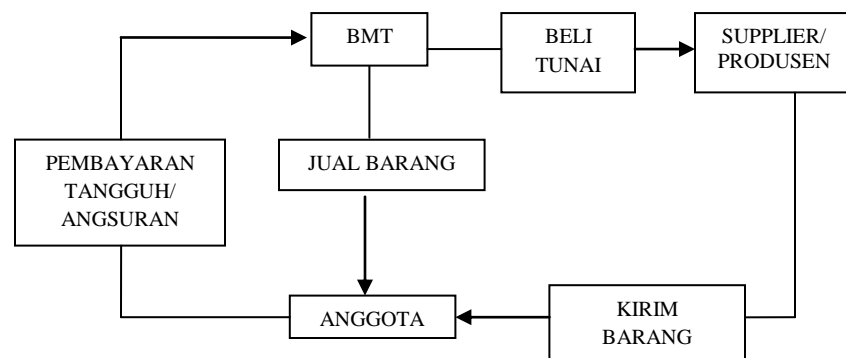 BMT
BELI
TUNAI
SUPPLIER/
PRODUSEN
PEMBAYARAN
TANGGUH/
ANGSURAN
JUAL BARANG
ANGGOTA
KIRIM
BARANG